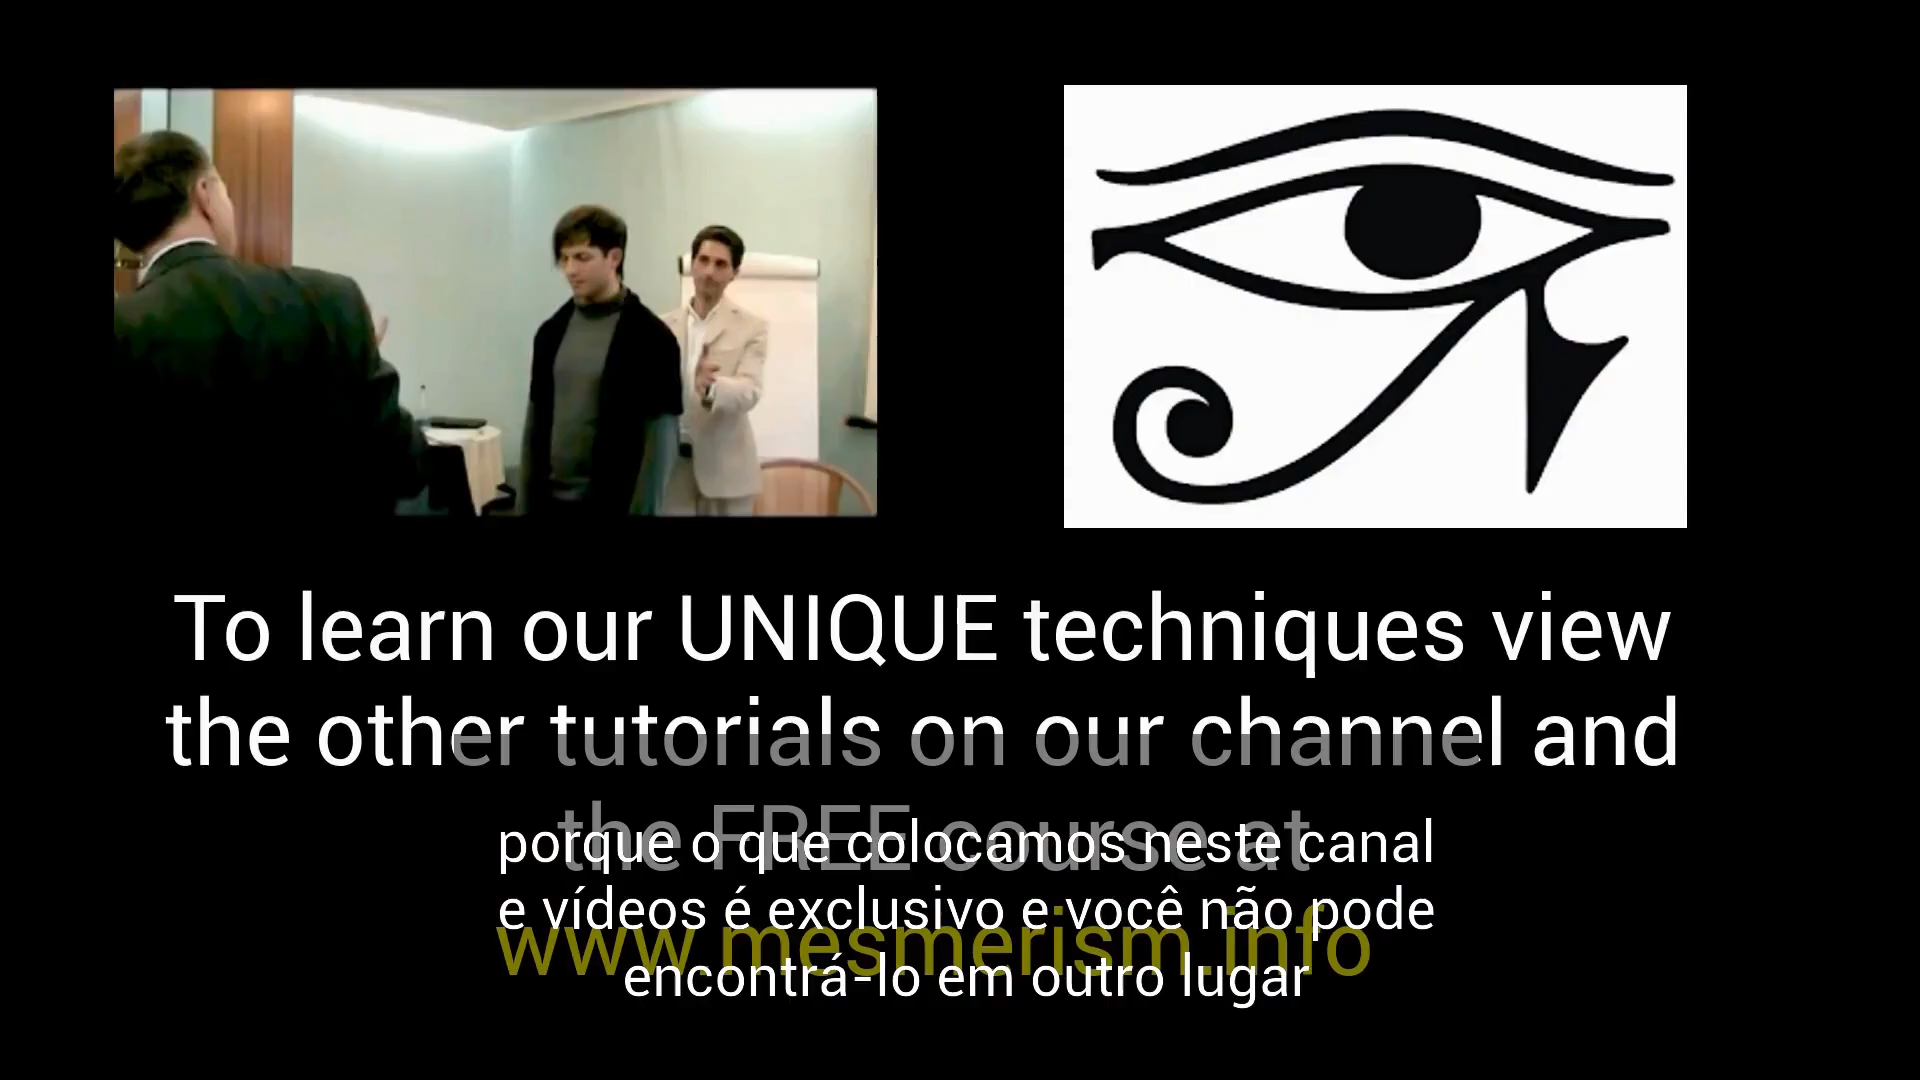 To learn our UNIQUE techniques view
the other tutorials on our channel and
the FREE course at
www.mesmerism.info
porque o que colocamos neste canal
e vídeos é exclusivo e você não pode
encontrá-lo em outro lugar